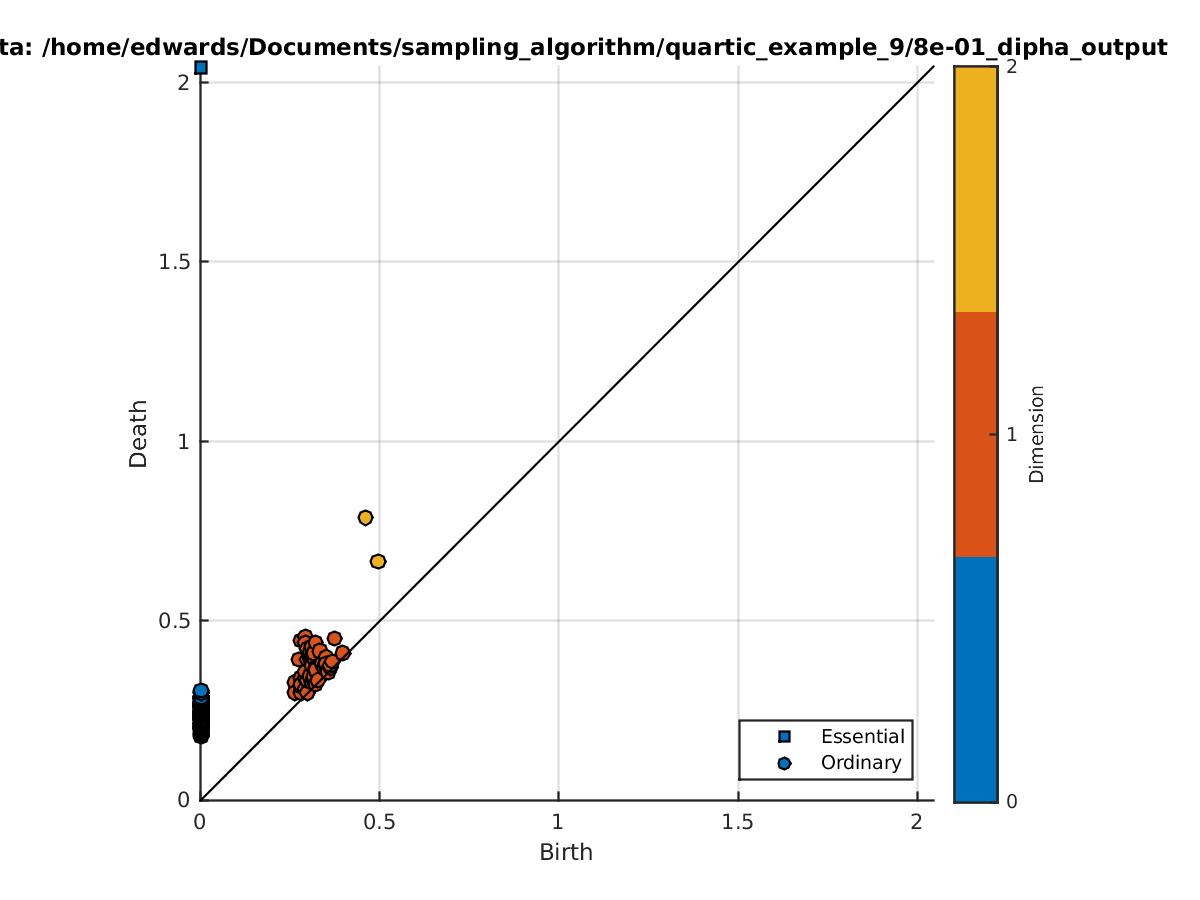 ta: /home/edwards/Documents/sampling_algorithm/quartic_example_9/8e-01_dipha_output
2
1.5
1
0.5
0
0
0.5
1
1.5
2
Birth
Death
Essential
Ordinary
2
1
0
Dimension